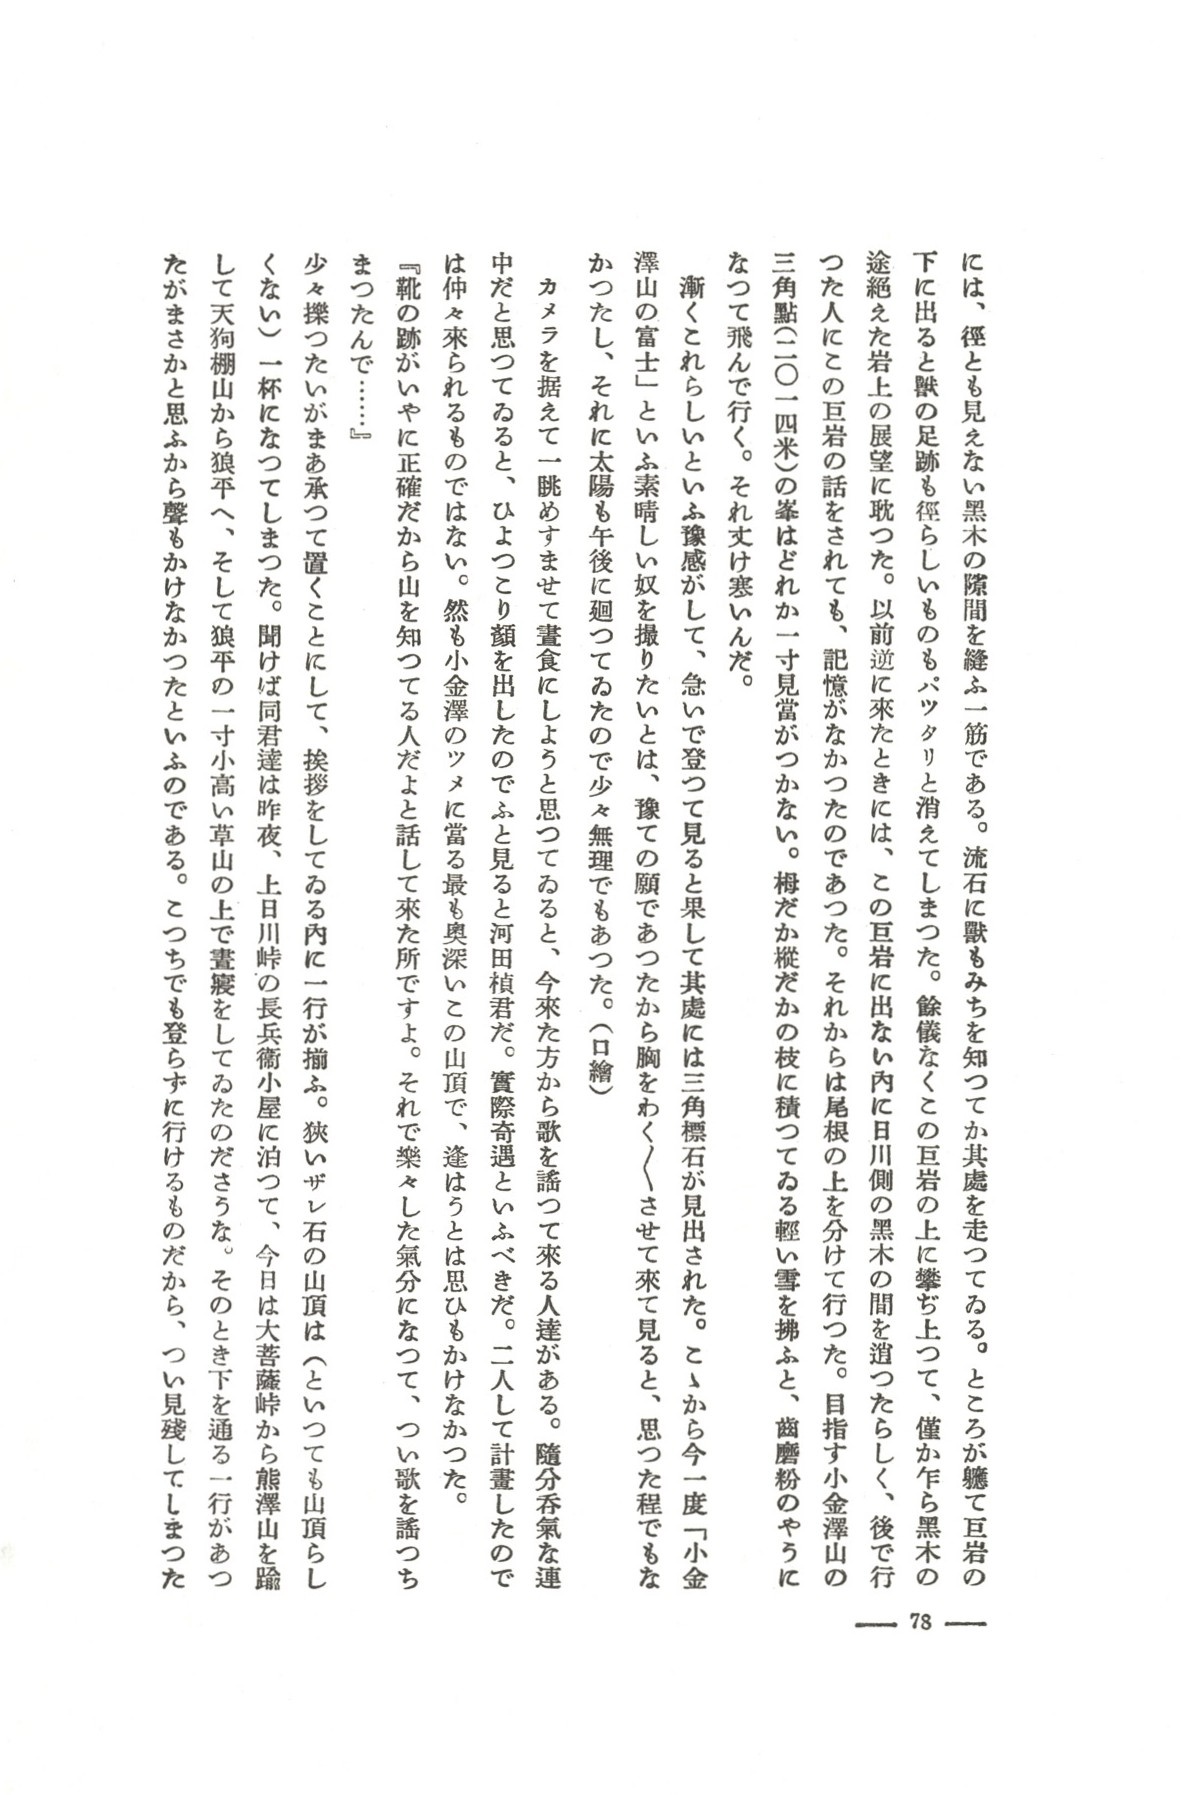 には、徑とも見えない黑木の隙間を縫ふ一筋である。流石に獸もみちを知つてか其處を走つてゐる。ところが軈て巨岩の
下に出ると獸の足跡も徑らしいものもパツタリと消えてしまつた。餘儀なくこの巨岩の上に攀ぢ上つて、僅か乍ら黑木の
途絕えた岩上の展望に耽つた。以前逆に來たときには、この巨岩に出ない內に日川側の黑木の間を逍つたらしく、後で行
つた人にこの巨岩の話をされても、記憶がなかつたのであつた。それからは尾根の上を分けて行つた。目指す小金澤山の
三角點(二〇一四米)の峯はどれか一寸見當がつかない。栂だか樅だかの枝に積つてゐる輕い雪を拂ふと、齒磨粉のやうに
なつて飛んで行く。それ丈け寒いんだ。
漸くこれらしいといふ豫感がして、急いで登つて見ると果して其處には三角標石が見出された。こゝから今一度「小金
澤山の富士」といふ素晴しい奴を撮りたいとは、豫ての願であつたから胸をわく〳〵させて來て見ると、思つた程でもな
かつたし、それに太陽も午後に廻つてゐたので少々無理でもあつた。(口繪)
カメラを据えて一眺めすませて晝食にしようと思つてゐると、今來た方から歌を謠つて來る人達がある。隨分呑氣な連
中だと思つてゐると、ひよつこり顏を出したのでふと見ると河田楨君だ。實際奇遇といふべきだ。二人して計畫したので
は仲々來られるものではない。然も小金澤のツメに當る最も奧深いこの山頂で、逢はうとは思ひもかけなかつた。
『靴の跡がいやに正確だから山を知つてる人だよと話して來た所ですよ。それで樂々した氣分になつて、つい歌を謠つち
まつたんで……』
少々擽つたいがまあ承つて置くことにして、挨拶をしてゐる內に一行が揃ふ。狹いザレ石の山頂は(といつても山頂らし
くない)一杯になつてしまつた。聞けば同君達は昨夜、上日川峠の長兵衞小屋に泊つて、今日は大菩薩峠から熊澤山を踰
して天狗棚山から狼平へ、そして狼平の一寸小高い草山の上で晝寢をしてゐたのださうな。そのとき下を通る一行があつ
たがまさかと思ふから聲もかけなかつたといふのである。こつちでも登らずに行けるものだから、つい見殘してしまつた
78